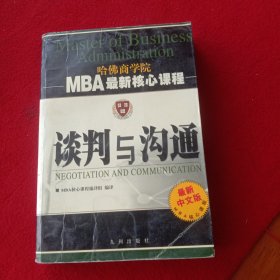 Master of Business
Administration
哈佛商学院
MBA最新核心课程
谈判与沟通
NEGOTIATION AND COMMUNICATION
MBA核心课程编译组 编译
最新
中文版
九州出版社